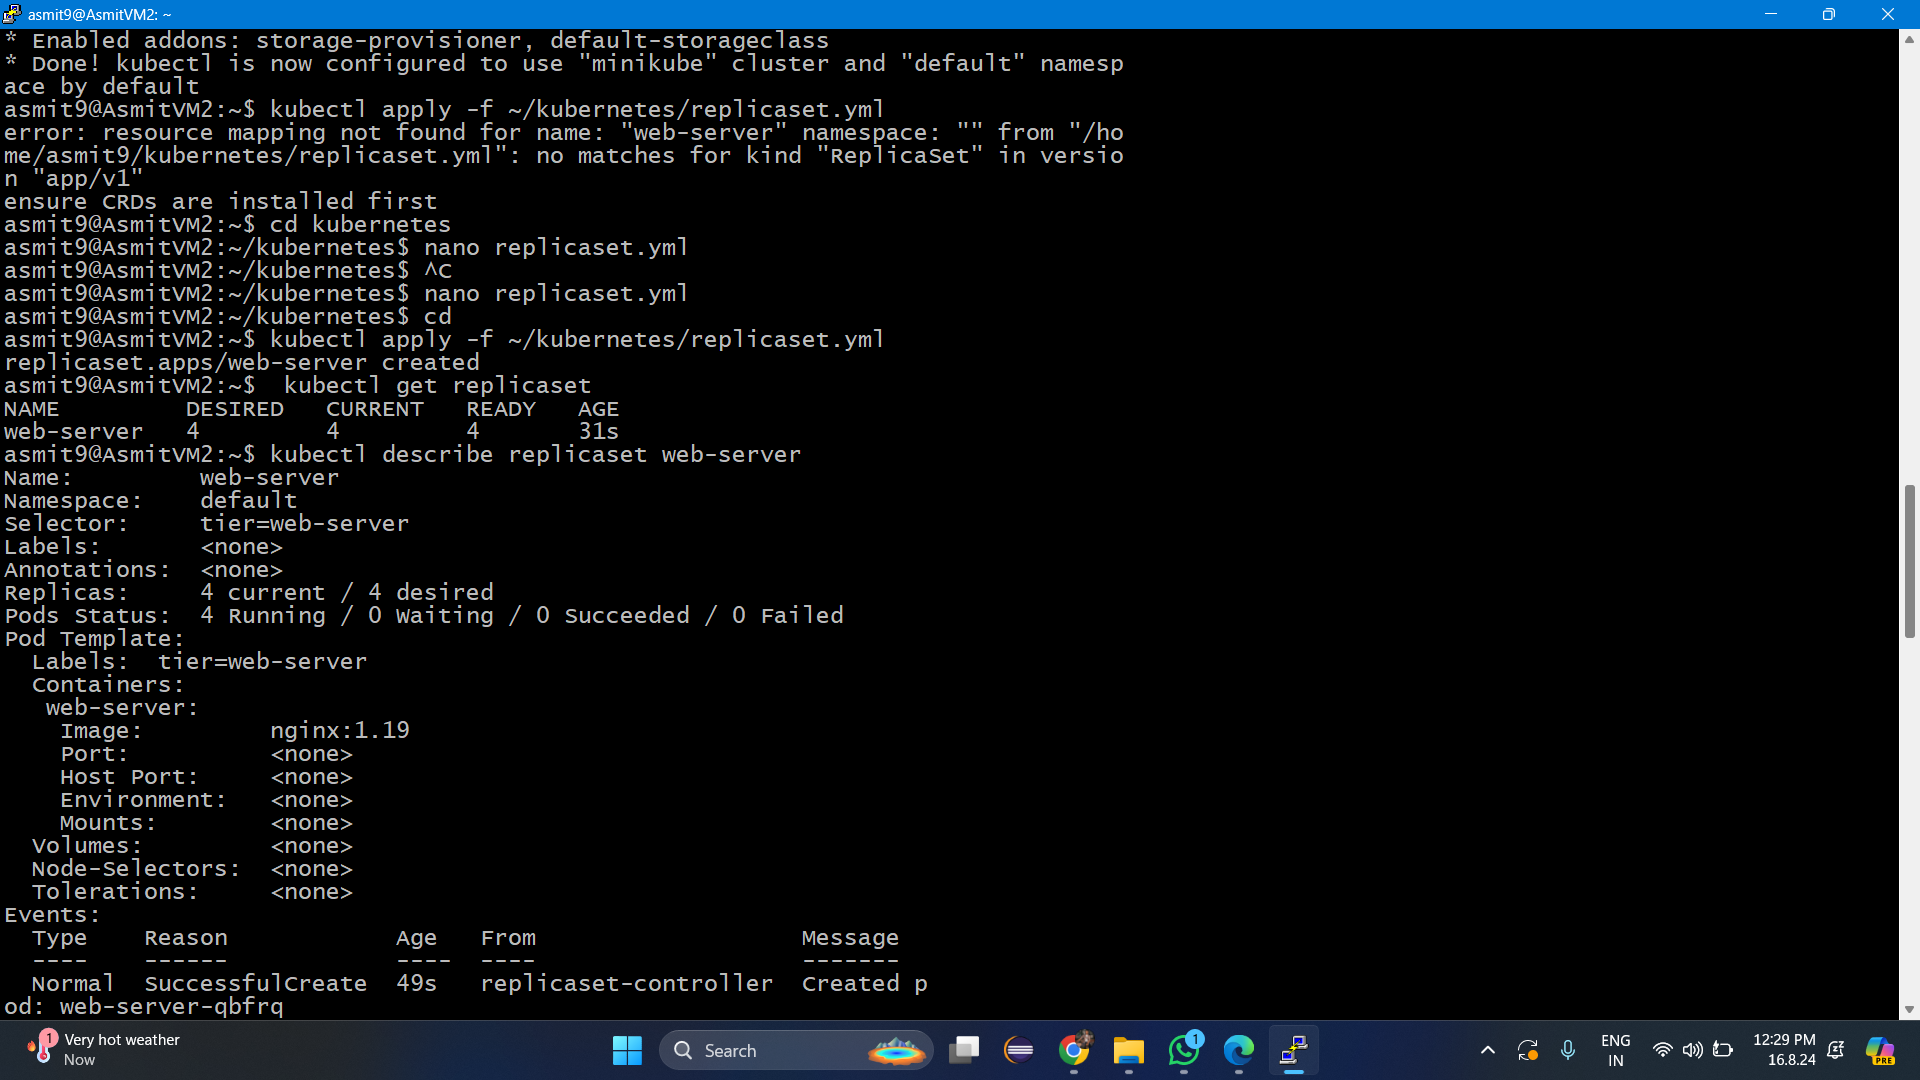 asmit9@AsmitVM2: ~
* Enabled addons: storage-provisioner, default-storageclass
* Done! kubectl is now configured to use "minikube" cluster and "default" namesp
ace by default
asmit9@AsmitVM2:~$ kubectl apply -f ~/kubernetes/replicaset.yml
error: resource mapping not found for name: "web-server" namespace: "" from "/ho
me/asmit9/kubernetes/replicaset.yml": no matches for kind "ReplicaSet" in versio
n "app/v1"
ensure CRDs are installed first
asmit9@AsmitVM2:~$ cd kubernetes
asmit9@AsmitVM2:~/kubernetes$ nano replicaset.yml
asmit9@AsmitVM2:~/kubernetes$ ^C
asmit9@AsmitVM2:~/kubernetes$ nano replicaset.yml
asmit9@AsmitVM2:~/kubernetes$ cd
asmit9@AsmitVM2:~$ kubectl apply -f ~/kubernetes/replicaset.yml
replicaset.apps/web-server created
asmit9@AsmitVM2:~$  kubectl get replicaset
NAME         DESIRED   CURRENT   READY   AGE
web-server   4         4         4       31s
asmit9@AsmitVM2:~$ kubectl describe replicaset web-server
Name:         web-server
Namespace:    default
Selector:     tier=web-server
Labels:       <none>
Annotations:  <none>
Replicas:     4 current / 4 desired
Pods Status:  4 Running / 0 Waiting / 0 Succeeded / 0 Failed
Pod Template:
  Labels:  tier=web-server
  Containers:
   web-server:
    Image:         nginx:1.19
    Port:          <none>
    Host Port:     <none>
    Environment:   <none>
    Mounts:        <none>
  Volumes:         <none>
  Node-Selectors:  <none>
  Tolerations:     <none>
Events:
  Type    Reason            Age   From                   Message
  ----    ------            ----  ----                   -------
  Normal  SuccessfulCreate  49s   replicaset-controller  Created p
od: web-server-qbfrq
1
Very hot weather
Now
Search
1
ENG
IN
12:29 PM
16.8.24
PRE